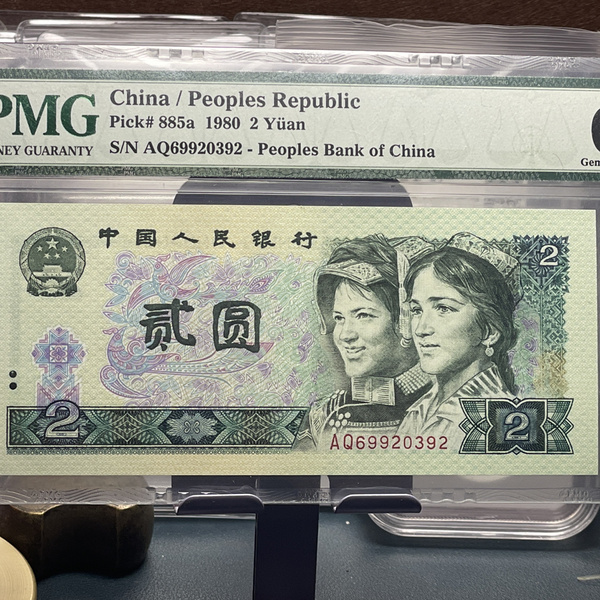 PMG
NEY GUARANTY
China / Peoples Republic
Pick# 885a 1980 2 Yüan
S/N AQ69920392 - Peoples Bank of China
Gem
中国人民银行
2
贰圆
2
AQ69920392
2